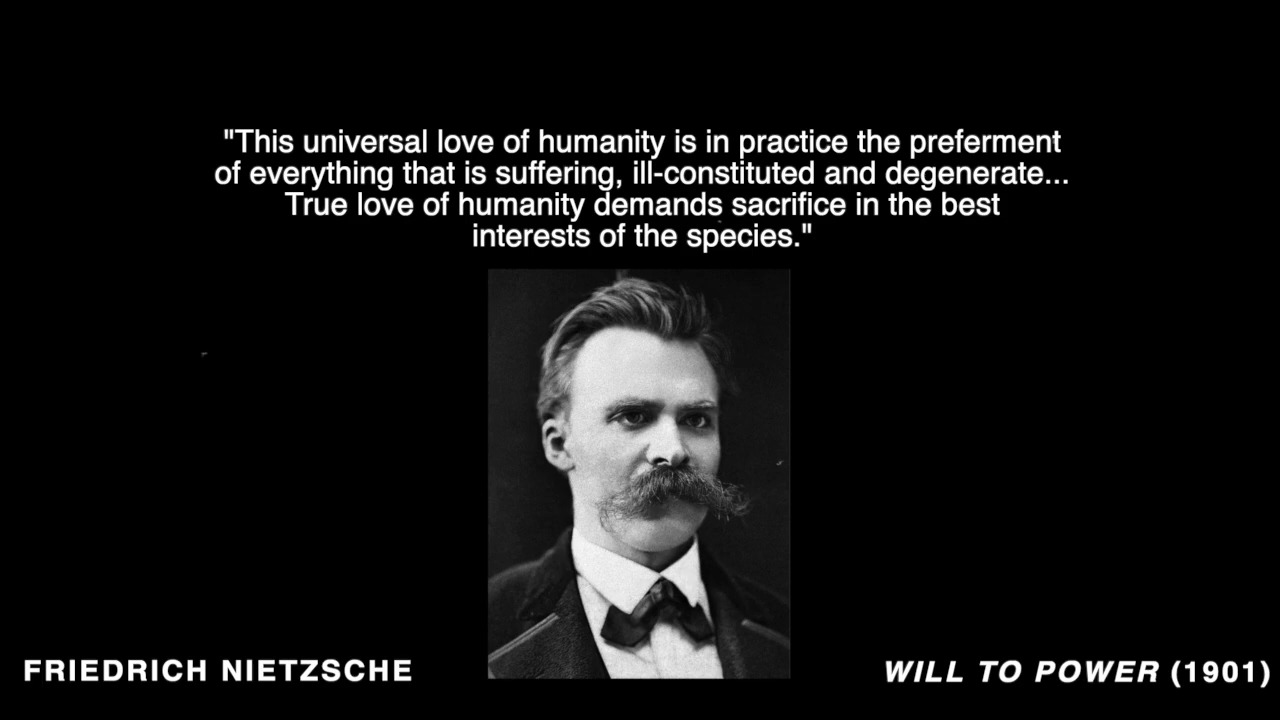 "This universal love of humanity is in practice the preferment
of everything that is suffering, ill-constituted and degenerate...
True love of humanity demands sacrifice in the best
interests of the species."
FRIEDRICH NIETZSCHE
WILL TO POWER (1901)